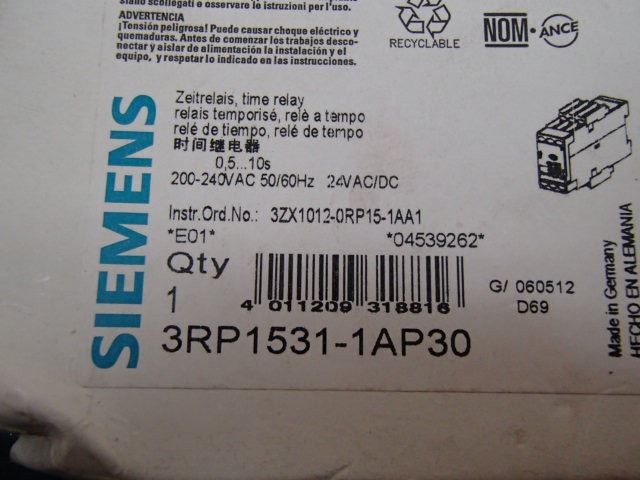 siano scollegati e osservare le istruzioni per l'uso.
ADVERTENCIA
¡Tensión peligrosa! Puede causar choque eléctrico y
quemaduras. Antes de comenzar los trabajos desco-
nectar y aislar de alimentación la instalación y el
equipo, y respetar lo indicado en las instrucciones.
RECYCLABLE
NOM - ANCE
SIEMENS
Zeitrelais, time relay
relais temporisé, relè a tempo
relé de tiempo, relé de tempo
时间继电器
0,5...10s
200-240VAC 50/60Hz 24VAC/DC
Instr.Ord.No.: 3ZX1012-0RP15-1AA1
*E01* *04539262*
Qty
1
4 011209 318816
G/ 060512
D69
3RP1531-1AP30
Made in Germany
HECHO EN ALEMANIA